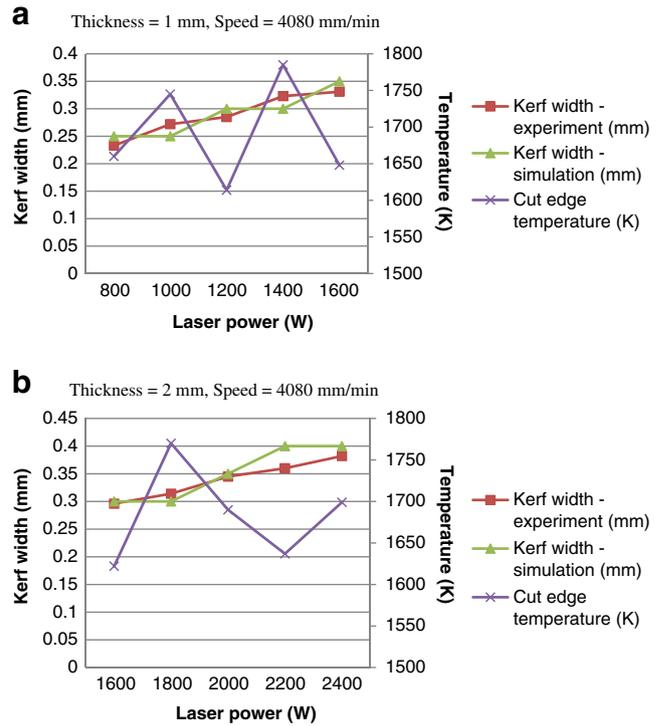 a
Thickness = 1 mm, Speed = 4080 mm/min
Kerf width (mm)
0.4
0.35
0.3
0.25
0.2
0.15
0.1
0.05
0
1800
1750
1700
1650
1600
1550
1500
Temperature (K)
800 1000 1200 1400 1600
Laser power (W)
Kerf width -
experiment (mm)
Kerf width -
simulation (mm)
Cut edge
temperature (K)
b
Thickness = 2 mm, Speed = 4080 mm/min
Kerf width (mm)
0.45
0.4
0.35
0.3
0.25
0.2
0.15
0.1
0.05
0
1800
1750
1700
1650
1600
1550
1500
Temperature (K)
1600 1800 2000 2200 2400
Laser power (W)
Kerf width -
experiment (mm)
Kerf width -
simulation (mm)
Cut edge
temperature (K)